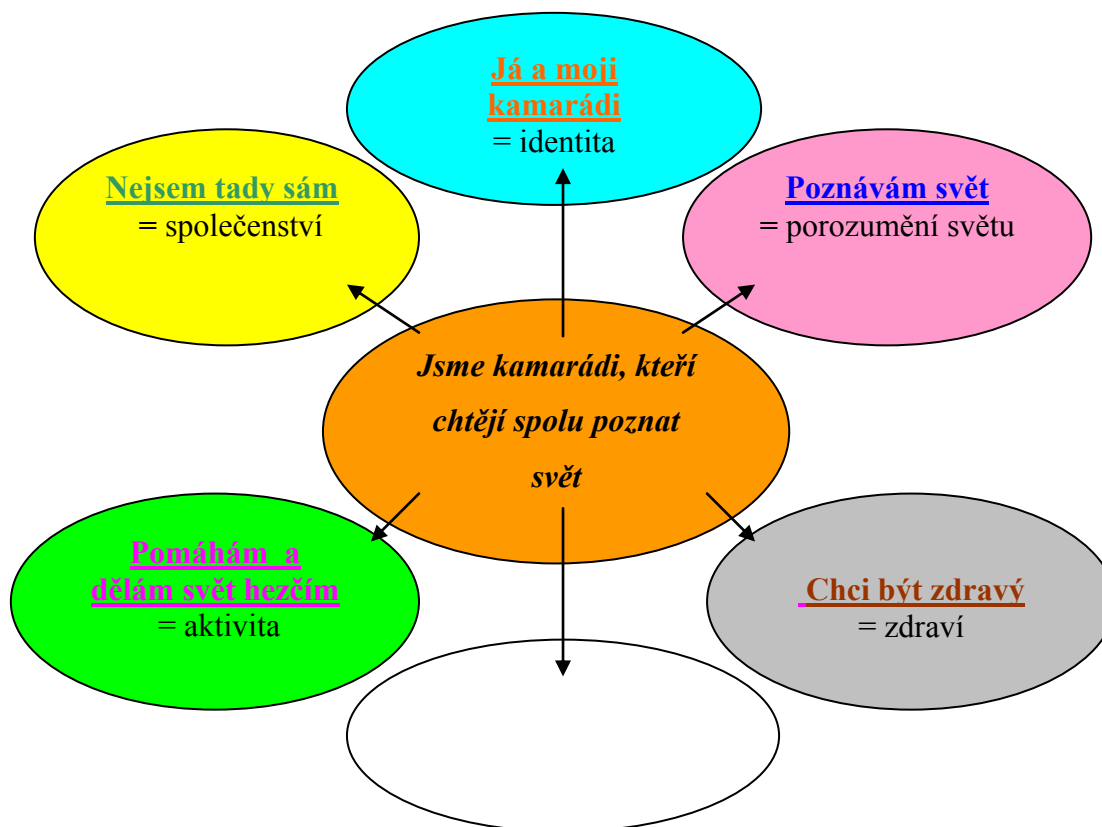 Já a moji
kamarádi
= identita
Nejsem tady sám
= společenství
Poznávám svět
= porozumění světu
Jsme kamarádi, kteří
chtějí spolu poznat
svět
Pomáhám a
dělám svět hezčím
= aktivita
Chci být zdravý
= zdraví